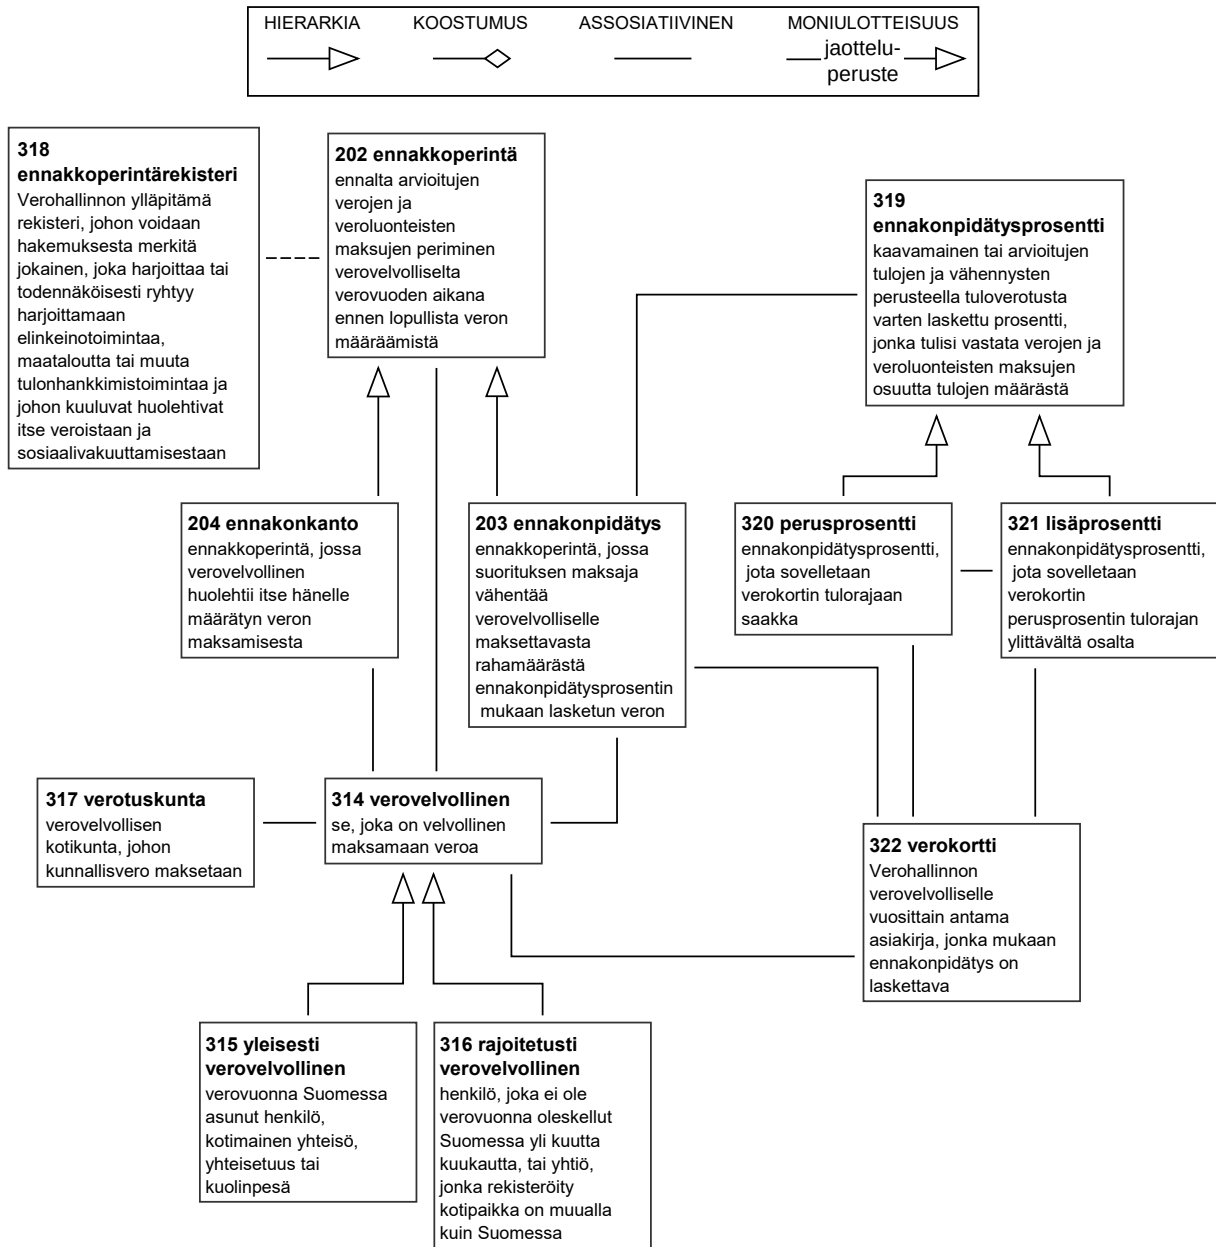 HIERARKIA
KOOSTUMUS
ASSOSIATIIVINEN
MONIULOTTEISUUS
jaottelu-
peruste
318
ennakkoperintärekisteri
Verohallinnon ylläpitämä
rekisteri, johon voidaan
hakemuksesta merkitä
jokainen, joka harjoittaa tai
todennäköisesti ryhtyy
harjoittamaan
elinkeinotoimintaa,
maataloutta tai muuta
tulonhankkimistoimintaa ja
johon kuuluvat huolehtivat
itse veroistaan ja
sosiaalivakuuttamisestaan
202 ennakkoperintä
ennalta arvioitujen
verojen ja
veroluonteisten
maksujen periminen
verovelvolliselta
verovuoden aikana
ennen lopullista veron
määräämistä
319
ennakonpidätysprosentti
kaavamainen tai arvioitujen
tulojen ja vähennysten
perusteella tuloverotusta
varten laskettu prosentti,
jonka tulisi vastata verojen ja
veroluonteisten maksujen
osuutta tulojen määrästä
204 ennakonkanto
ennakkoperintä, jossa
verovelvollinen
huolehtii itse hänelle
määrätyn veron
maksamisesta
203 ennakonpidätys
ennakkoperintä, jossa
suorituksen maksaja
vähentää
verovelvolliselle
maksettavasta
rahamäärästä
ennakonpidätysprosentin
mukaan lasketun veron
320 perusprosentti
ennakonpidätysprosentti,
jota sovelletaan
verokortin tulorajaan
saakka
321 lisäprosentti
ennakonpidätysprosentti,
jota sovelletaan
verokortin
perusprosentin tulorajan
ylittävältä osalta
317 verotuskunta
verovelvollisen
kotikunta, johon
kunnallisvero maksetaan
314 verovelvollinen
se, joka on velvollinen
maksamaan veroa
322 verokortti
Verohallinnon
verovelvolliselle
vuosittain antama
asiakirja, jonka mukaan
ennakonpidätys on
laskettava
315 yleisesti
verovelvollinen
verovuonna Suomessa
asunut henkilö,
kotimainen yhteisö,
yhteisetuus tai
kuolinpesä
316 rajoitetusti
verovelvollinen
henkilö, joka ei ole
verovuonna oleskellut
Suomessa yli kuutta
kuukautta, tai yhtiö,
jonka rekisteröity
kotipaikka on muualla
kuin Suomessa